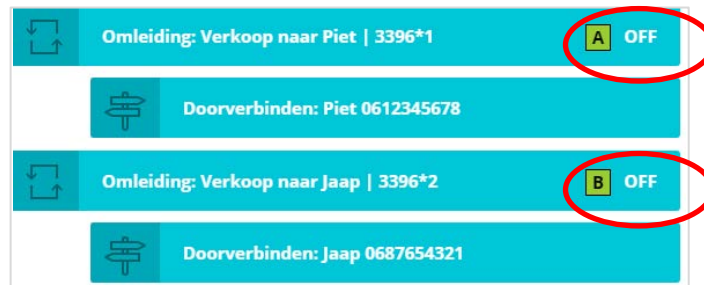 Omleiding: Verkoop naar Piet | 3396*1 A OFF
Doorverbinden: Piet 0612345678
Omleiding: Verkoop naar Jaap | 3396*2 B OFF
Doorverbinden: Jaap 0687654321